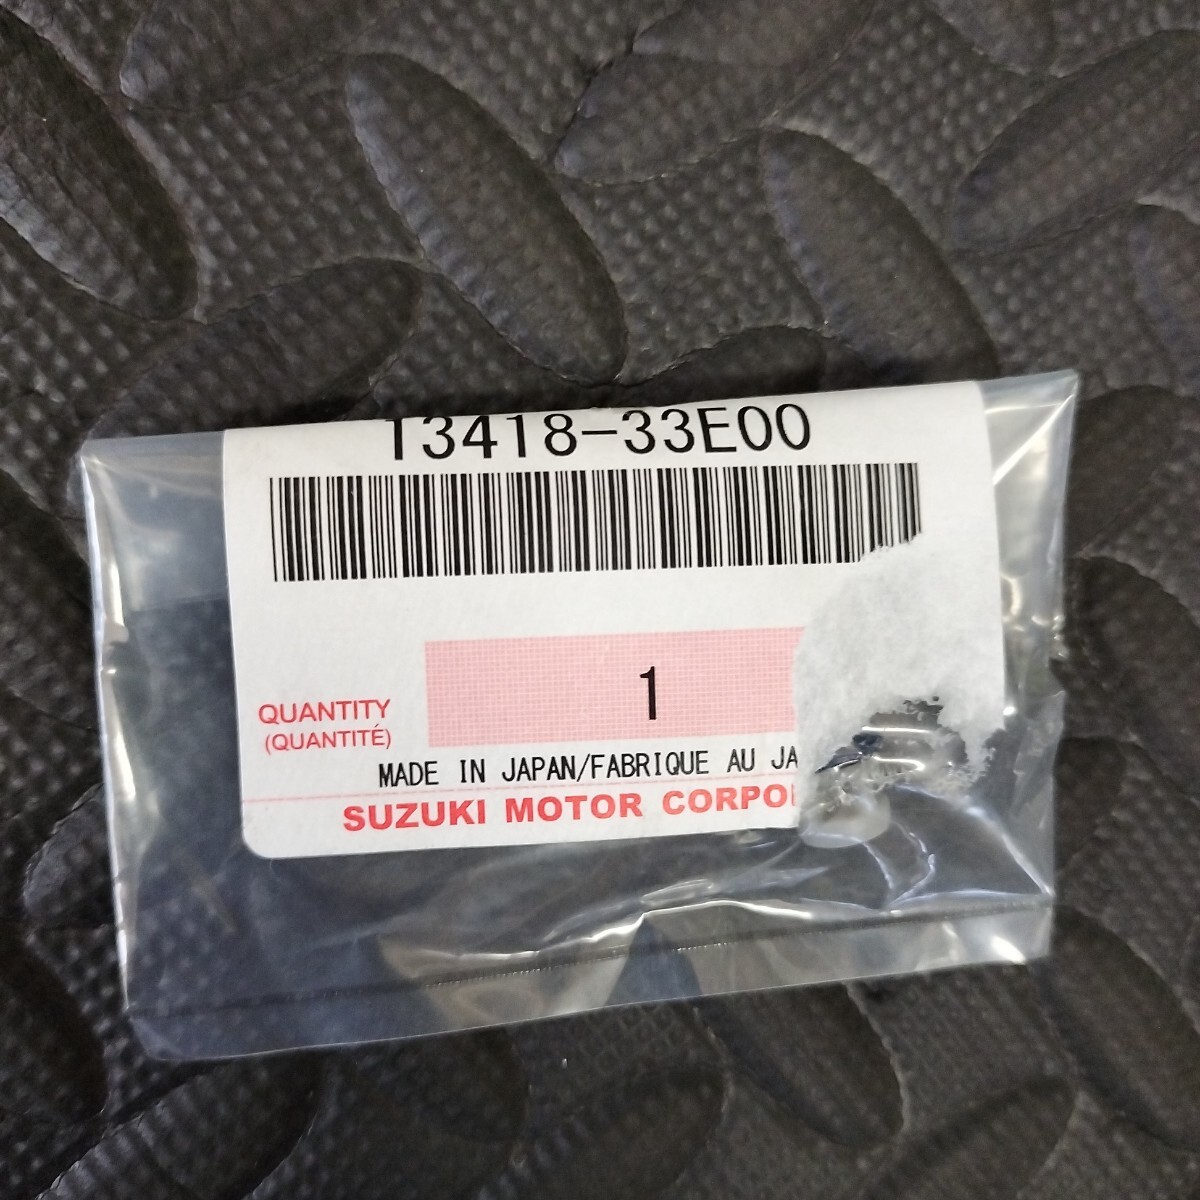 13418-33E00
QUANTITY
(QUANTITÉ)
1
MADE IN JAPAN/FABRIQUE AU JA
SUZUKI MOTOR CORPO